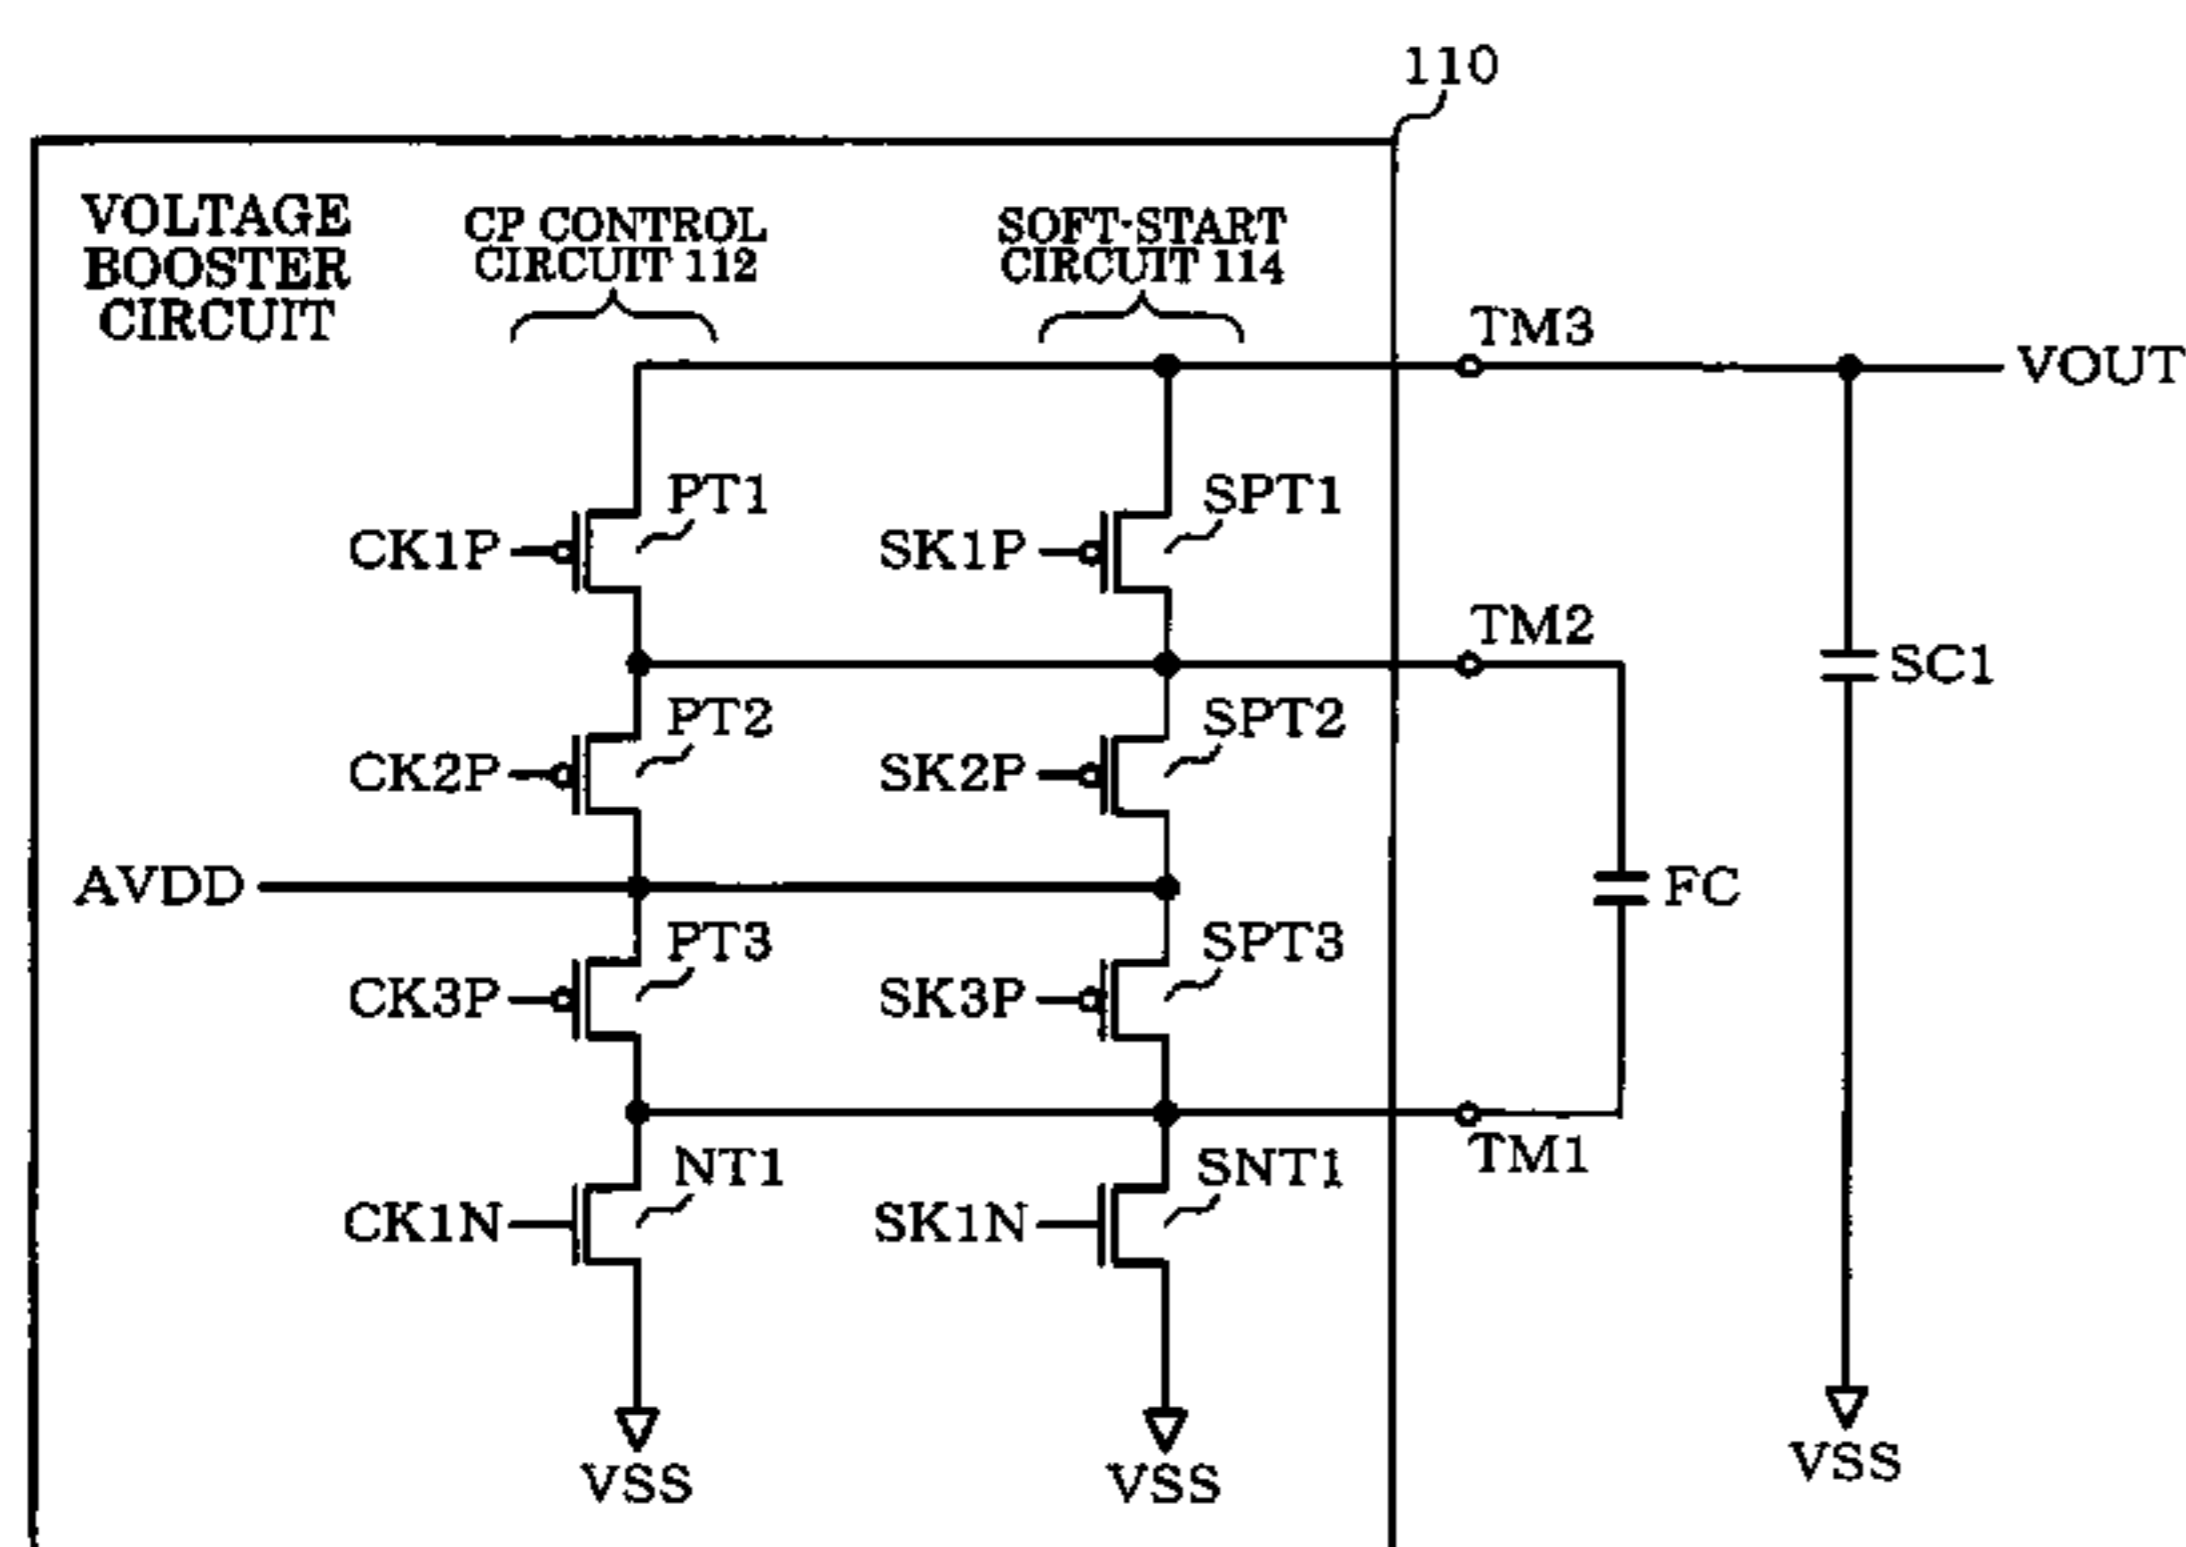 110
VOLTAGE
BOOSTER
CIRCUIT
CP CONTROL
CIRCUIT 112
SOFT-START
CIRCUIT 114
TM3
VOUT
PT1
SPT1
CK1P
SK1P
TM2
SC1
PT2
SPT2
CK2P
SK2P
AVDD
FC
PT3
SPT3
CK3P
SK3P
TM1
NT1
SNT1
CK1N
SK1N
VSS
VSS
VSS